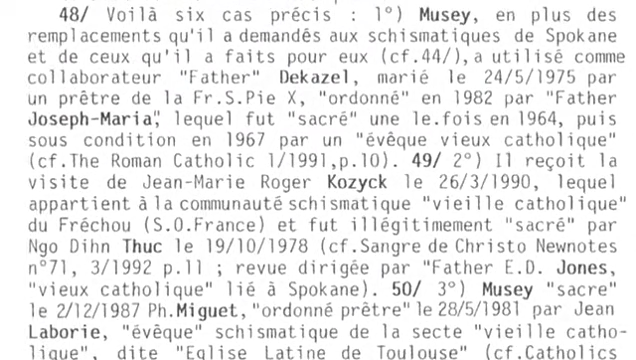 48/ Voilà six cas précis : 1°) Musey, en plus des
remplacements qu'il a demandés aux schismatiques de Spokane
et de ceux qu'il a faits pour eux (cf.44/), a utilisé comme
collaborateur "Father" Dekazel, marié le 24/5/1975 par
un prêtre de la Fr.S.Pie X, "ordonné" en 1982 par "Father
Joseph-Maria", lequel fut "sacré" une 1e.fois en 1964, puis
sous condition en 1967 par un "évêque vieux catholique"
(cf.The Roman Catholic 1/1991,p.10). 49/ 2°) Il reçoit la
visite de Jean-Marie Roger Kozyck le 26/3/1990, lequel
appartient à la communauté schismatique "vieille catholique"
du Fréchou (S.O.France) et fut illégitimement "sacré" par
Ngo Dihn Thuc le 19/10/1978 (cf.Sangre de Christo Newnotes
n°71, 3/1992 p.11 ; revue dirigée par "Father E.D. Jones,
"vieux catholique" lié à Spokane). 50/ 3°) Musey "sacre"
le 2/12/1987 Ph.Miguet, "ordonné prêtre" le 28/5/1981 par Jean
Laborie, "évêque" schismatique de la secte "vieille catho-
lique", dite "Eglise Latine de Toulouse" (cf.Catholics